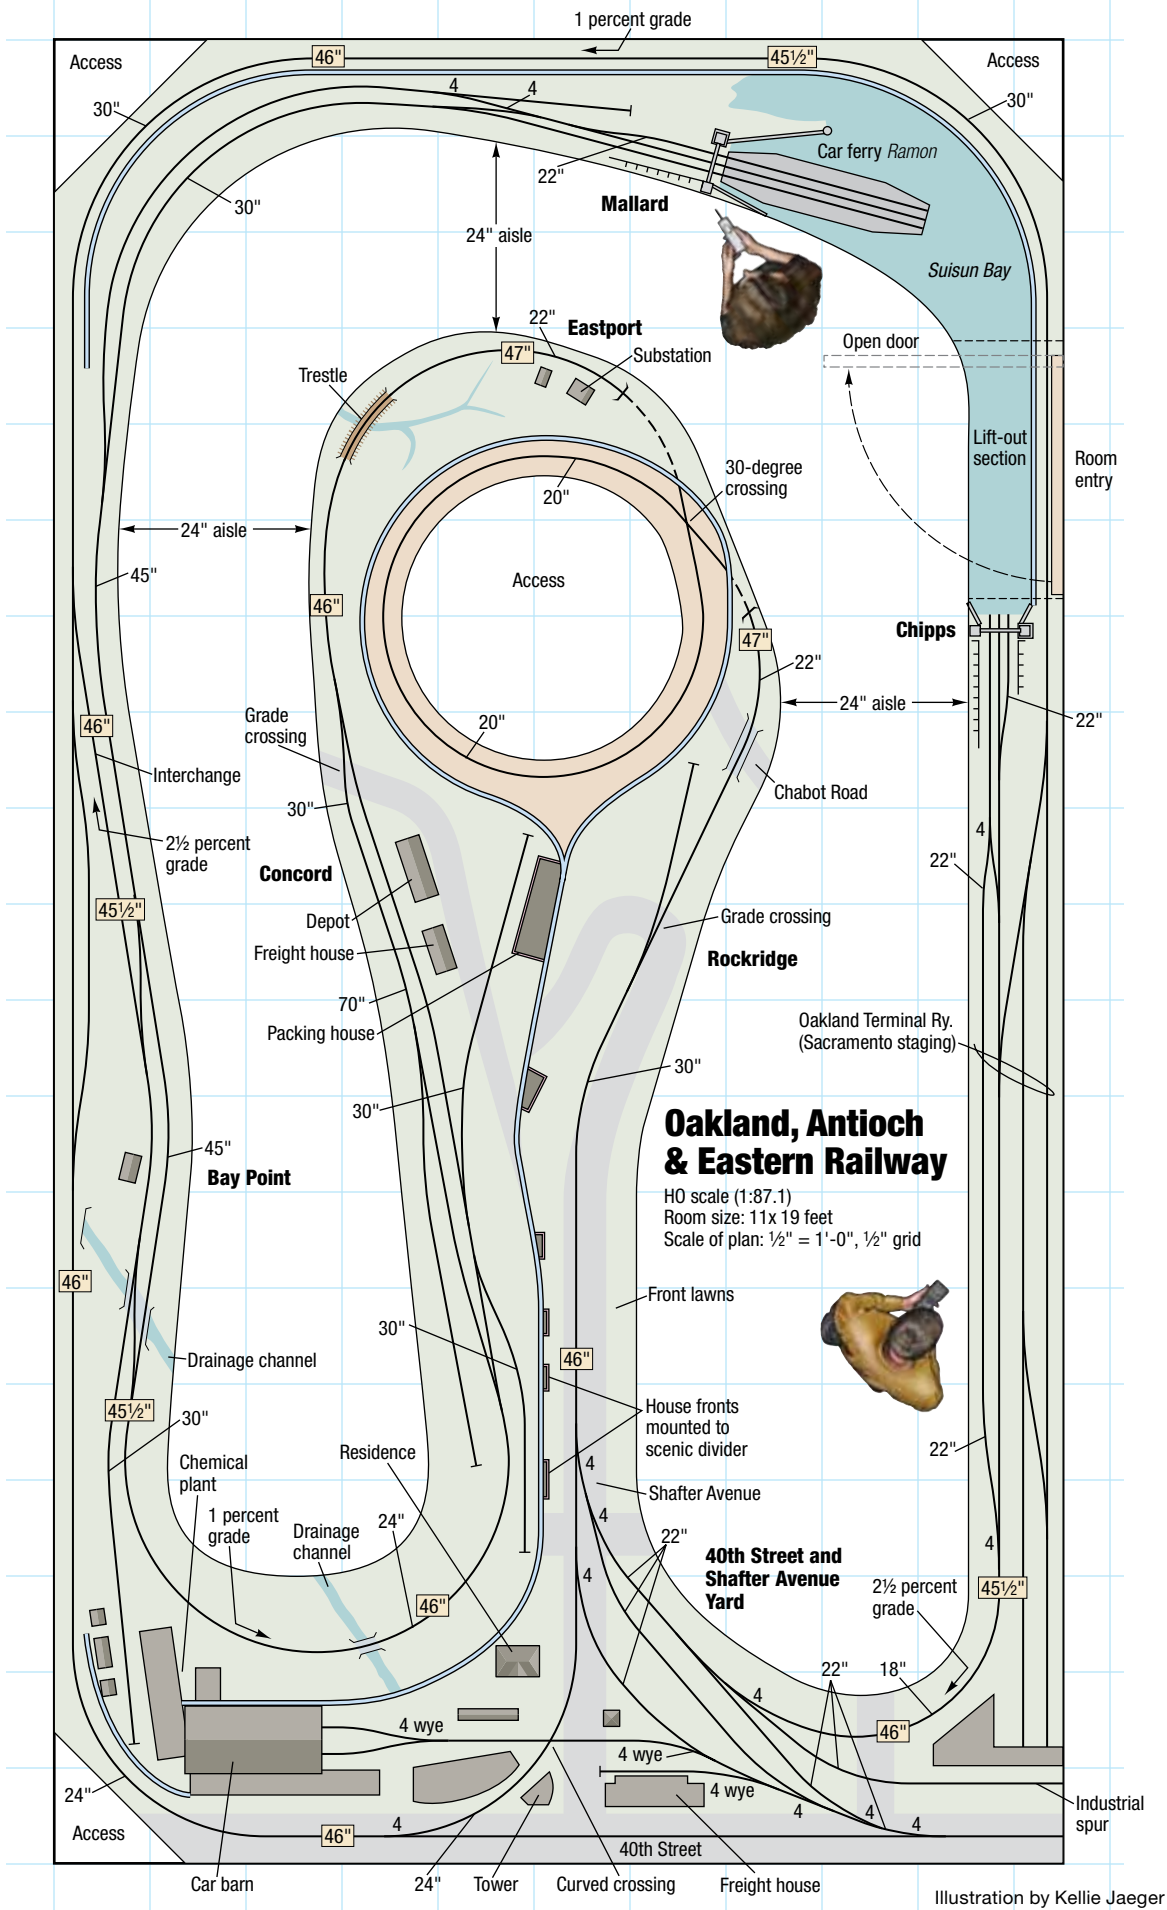 1 percent grade
Access
46"
45½"
Access
30"
4
4
30"
Car ferry Ramon
22"
30"
Mallard
24" aisle
Suisun Bay
22"
Eastport
Open door
47"
Substation
Trestle
Lift-out
section
Room
entry
30-degree
crossing
20"
24" aisle
45"
Access
46"
Chipps
47"
22"
24" aisle
22"
Grade
crossing
20"
46"
Interchange
Chabot Road
30"
4
2½ percent
grade
22"
Concord
45½"
Depot
Grade crossing
Freight house
Rockridge
70"
Packing house
Oakland Terminal Ry.
(Sacramento staging)
30"
30"
Oakland, Antioch
& Eastern Railway
HO scale (1:87.1)
Room size: 11x 19 feet
Scale of plan: ½" = 1'-0", ½" grid
45"
Bay Point
46"
Front lawns
30"
Drainage channel
46"
45½"
30"
House fronts
mounted to
scenic divider
Residence
22"
Chemical
plant
4
Shafter Avenue
1 percent
grade
Drainage
channel
24"
4
22"
40th Street and
Shafter Avenue
Yard
4
4
2½ percent
grade
45½"
46"
22"
18"
4
4 wye
46"
4 wye
4 wye
24"
Industrial
spur
4
4
4
4
Access
46"
40th Street
Car barn
24"
Tower
Curved crossing
Freight house
Illustration by Kellie Jaeger